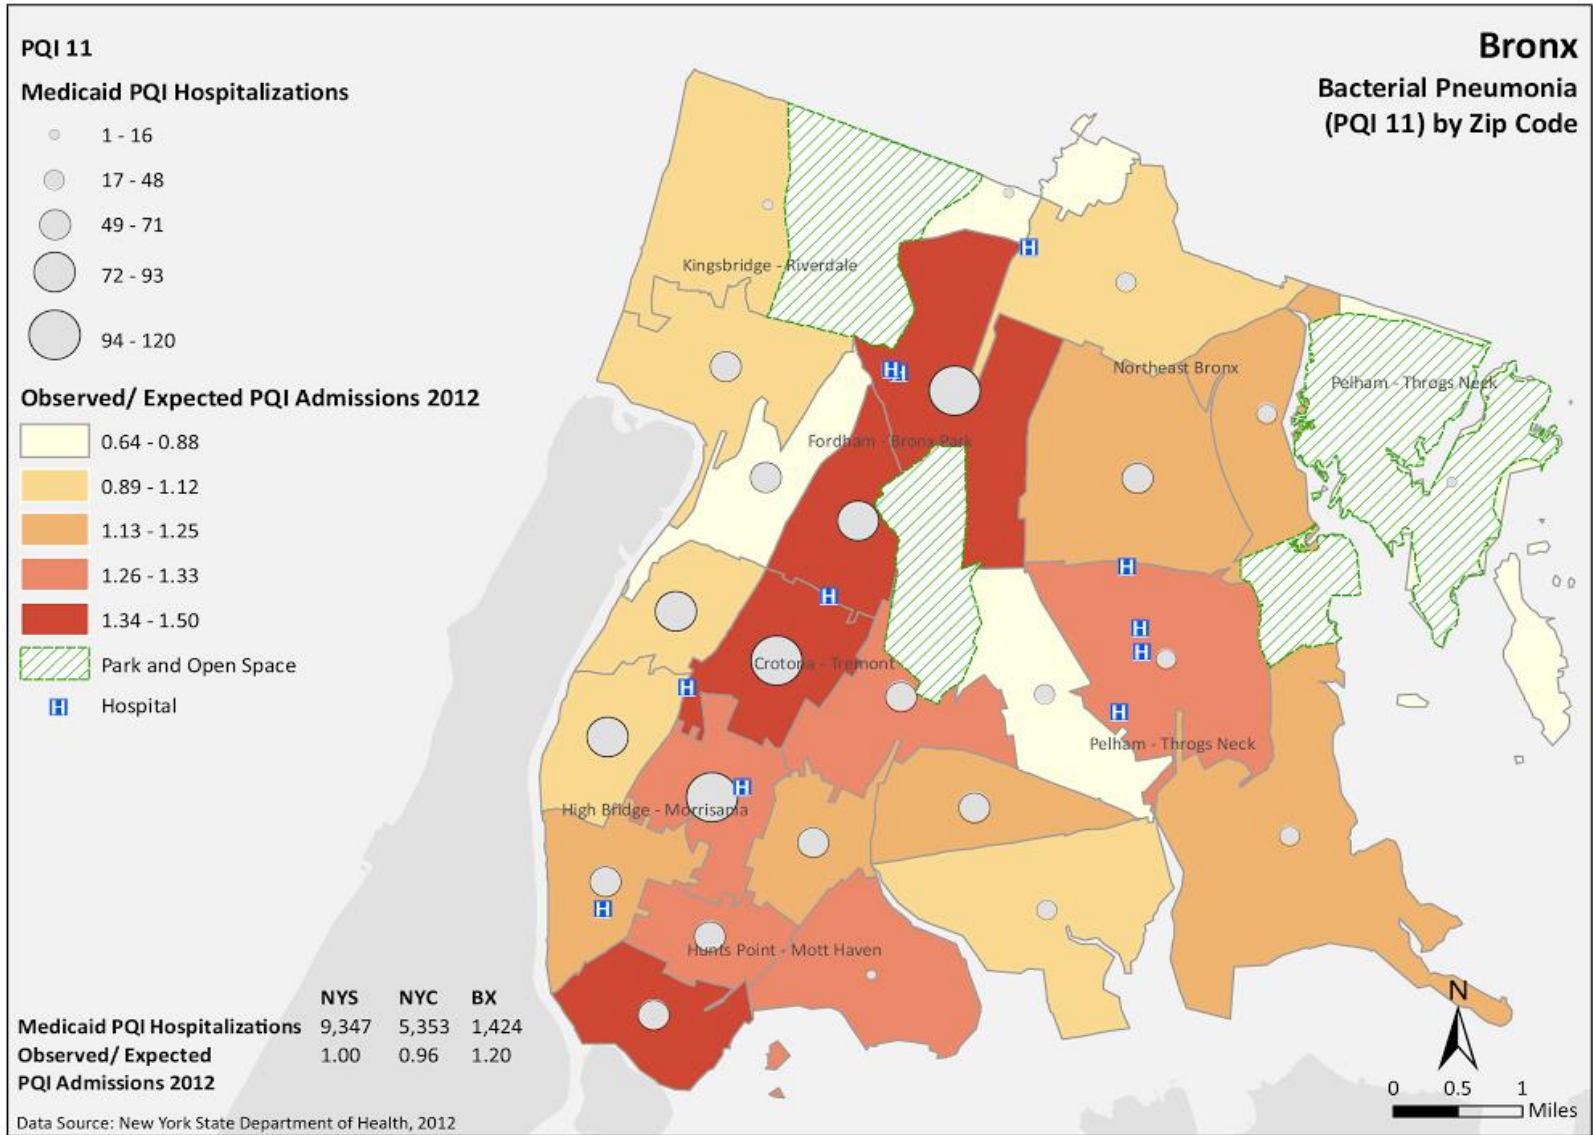 PQI 11
Medicaid PQI Hospitalizations
1 - 16
17 - 48
49 - 71
72 - 93
94 - 120
Observed/ Expected PQI Admissions 2012
0.64 - 0.88
0.89 - 1.12
1.13 - 1.25
1.26 - 1.33
1.34 - 1.50
Park and Open Space
H Hospital
Bronx
Bacterial Pneumonia
(PQI 11) by Zip Code
H
Kingsbridge - Riverdale
Northeast Bronx
H H
Pelham - Throgs Neck
Fordham - Bronx Park
H
H
H
H
Crotona - Tremont
H
H
Pelham - Throgs Neck
H
High Bridge - Morrisania
H
Hunts Point - Mott Haven
NYS NYC BX
Medicaid PQI Hospitalizations 9,347 5,353 1,424
Observed/ Expected 1.00 0.96 1.20
PQI Admissions 2012
Data Source: New York State Department of Health, 2012
N
0 0.5 1
Miles